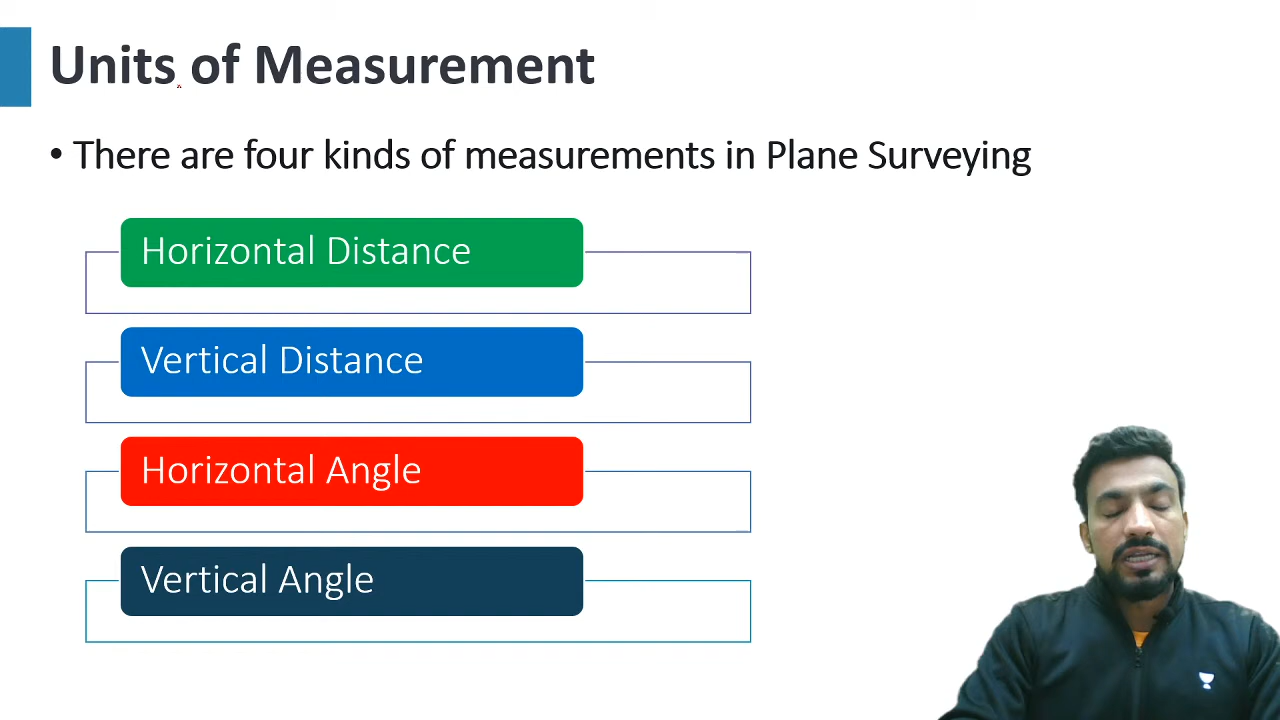 Units of Measurement
• There are four kinds of measurements in Plane Surveying
Horizontal Distance
Vertical Distance
Horizontal Angle
Vertical Angle